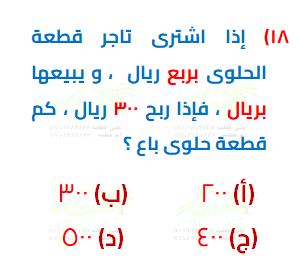 ١٨) إذا اشترى تاجر قطعة
الحلوى بربع ريال ، و يبيعها
بريال ، فإذا ربح ٣٠٠ ريال ، كم
قطعة حلوى باع ؟
(أ) ٢٠٠ (ب) ٣٠٠
(ج) ٤٠٠ (د) ٥٠٠